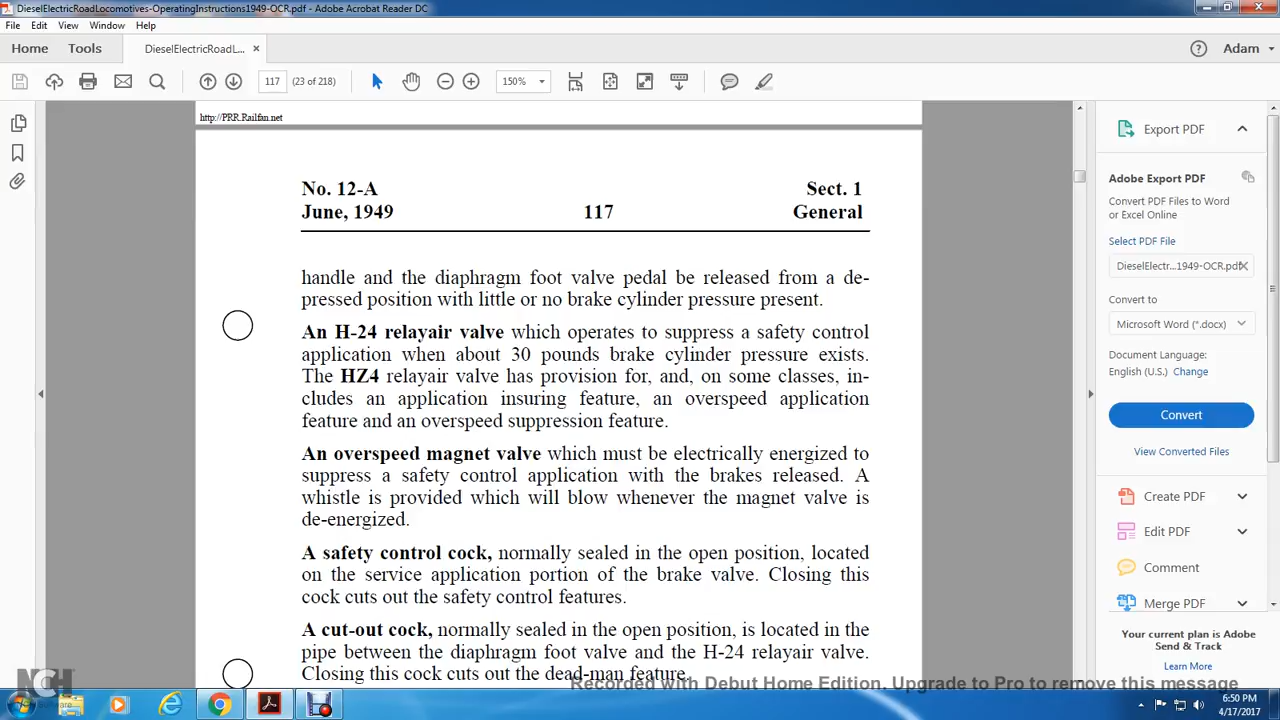 DieselElectricRoadLocomotives-OperatingInstructions1949-OCR.pdf - Adobe Acrobat Reader DC
File Edit View Window Help
Home Tools DieselElectricRoadL... Adam
117 (23 of 218) 150%
http://PRR.Railfan.net
No. 12-A Sect. 1
June, 1949 117 General
handle and the diaphragm foot valve pedal be released from a de-
pressed position with little or no brake cylinder pressure present.
An H-24 relayair valve which operates to suppress a safety control
application when about 30 pounds brake cylinder pressure exists.
The HZ4 relayair valve has provision for, and, on some classes, in-
cludes an application insuring feature, an overspeed application
feature and an overspeed suppression feature.
An overspeed magnet valve which must be electrically energized to
suppress a safety control application with the brakes released. A
whistle is provided which will blow whenever the magnet valve is
de-energized.
A safety control cock, normally sealed in the open position, located
on the service application portion of the brake valve. Closing this
cock cuts out the safety control features.
A cut-out cock, normally sealed in the open position, is located in the
pipe between the diaphragm foot valve and the H-24 relayair valve.
Closing this cock cuts out the dead-man feature.
Export PDF
Adobe Export PDF
Convert PDF Files to Word
or Excel Online
Select PDF File
DieselElectr...1949-OCR.pdf
Convert to
Microsoft Word (*.docx)
Document Language:
English (U.S.) Change
Convert
View Converted Files
Create PDF
Edit PDF
Comment
Merge PDF
Your current plan is Adobe
Send & Track
Learn More
NCH
Software
Recorded with Debut Home Edition. Upgrade to Pro to remove this message
6:50 PM
4/17/2017